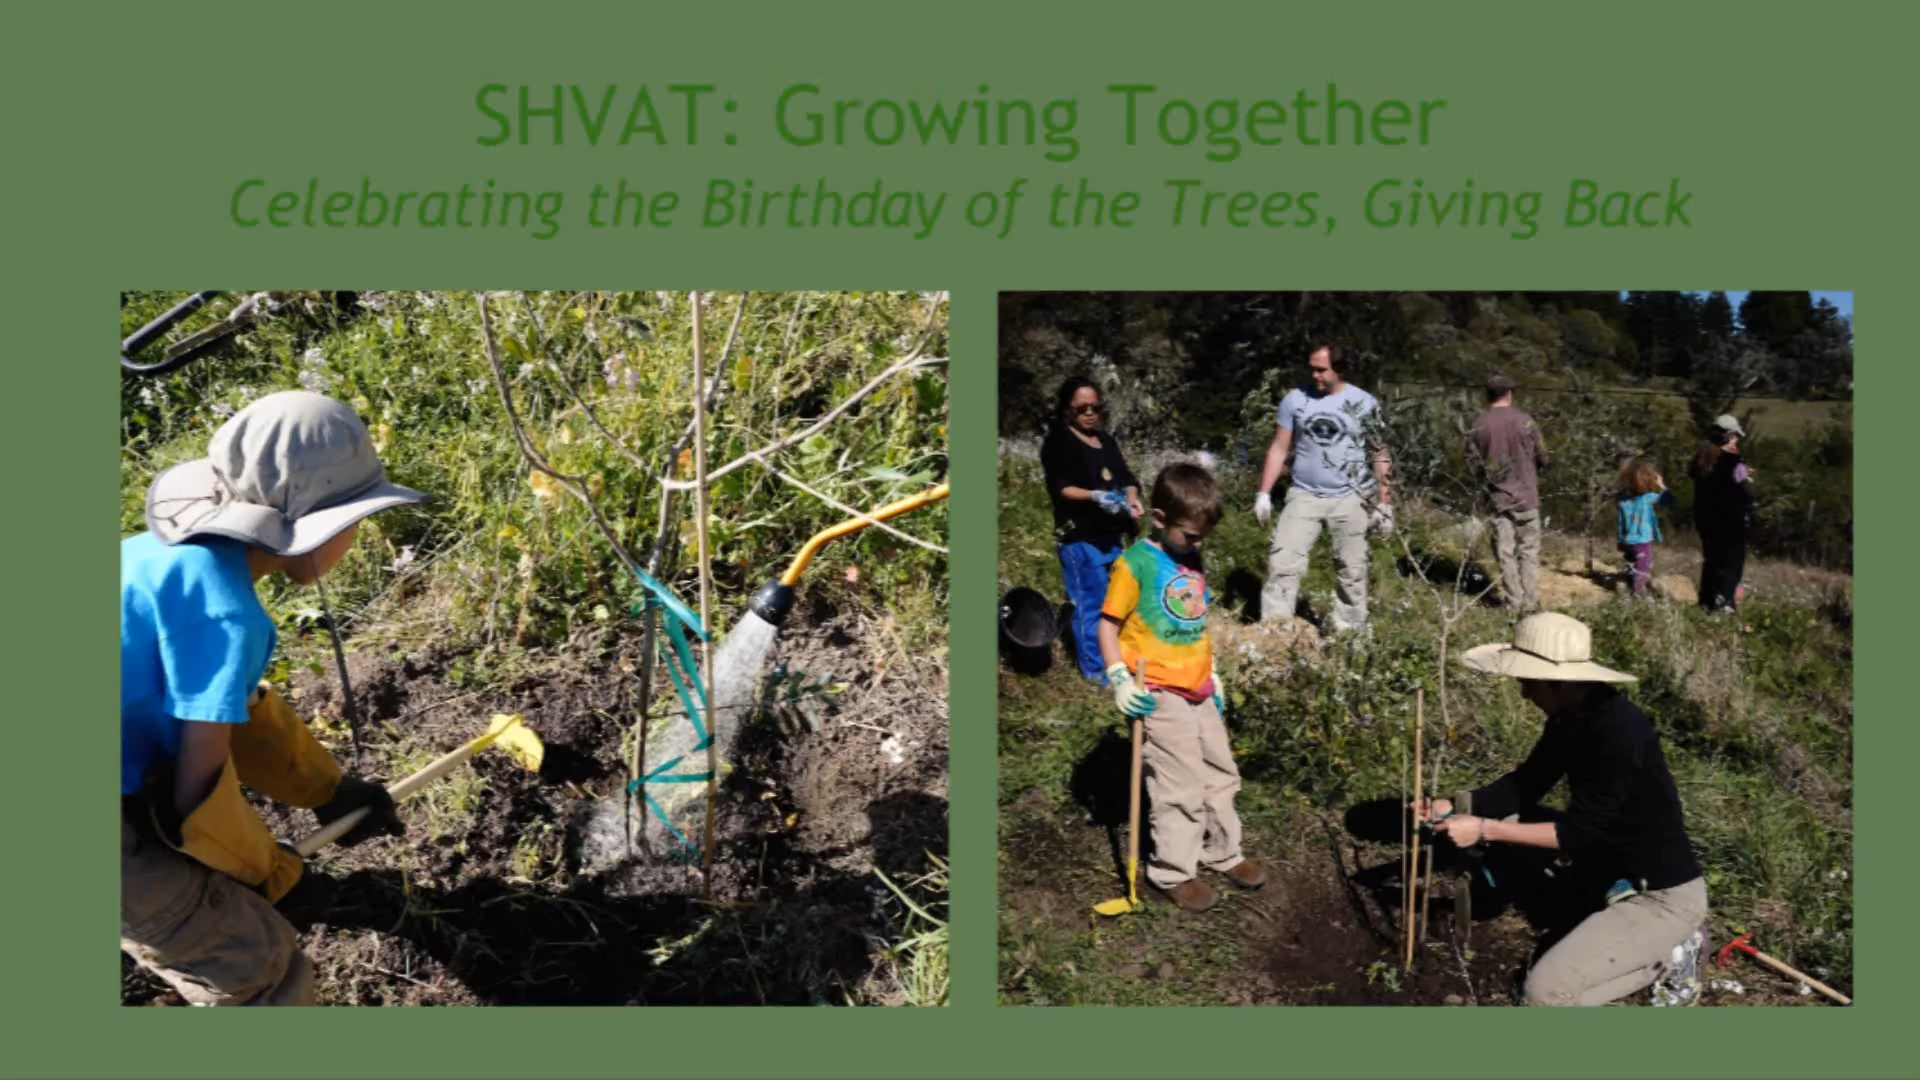 SHVAT: Growing Together
Celebrating the Birthday of the Trees, Giving Back